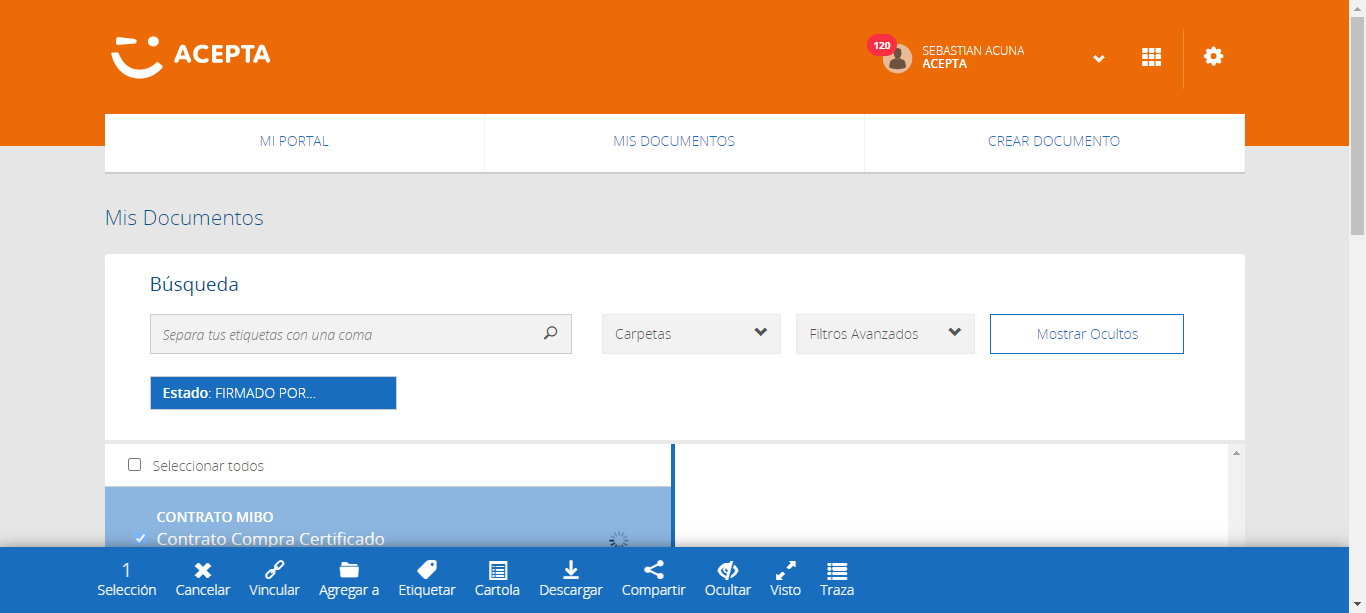 ACEPTA
120
SEBASTIAN ACUNA
ACEPTA
MI PORTAL
MIS DOCUMENTOS
CREAR DOCUMENTO
Mis Documentos
Búsqueda
Separa tus etiquetas con una coma
Carpetas
Filtros Avanzados
Mostrar Ocultos
Estado: FIRMADO POR...
Seleccionar todos
CONTRATO MIBO
Contrato Compra Certificado
1
Selección
Cancelar
Vincular
Agregar a
Etiquetar
Cartola
Descargar
Compartir
Ocultar
Visto
Traza